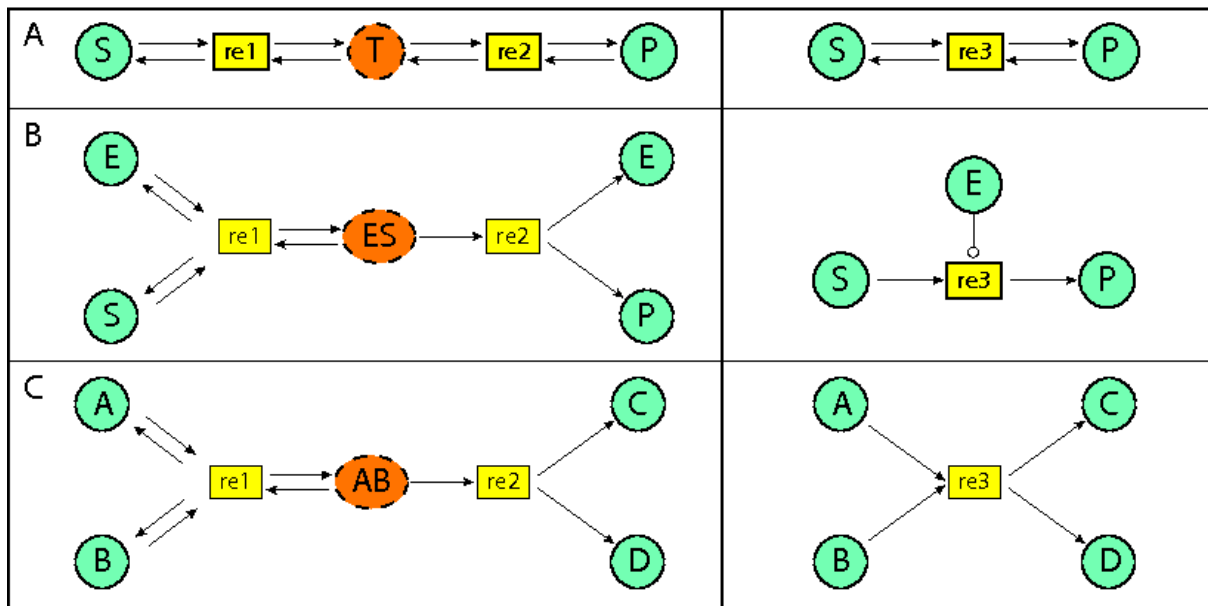 A
S re1 T re2 P
S re3 P
B
E E
re1 ES re2
S P
E
S re3 P
C
A C
re1 AB re2
B D
A C
re3
B D